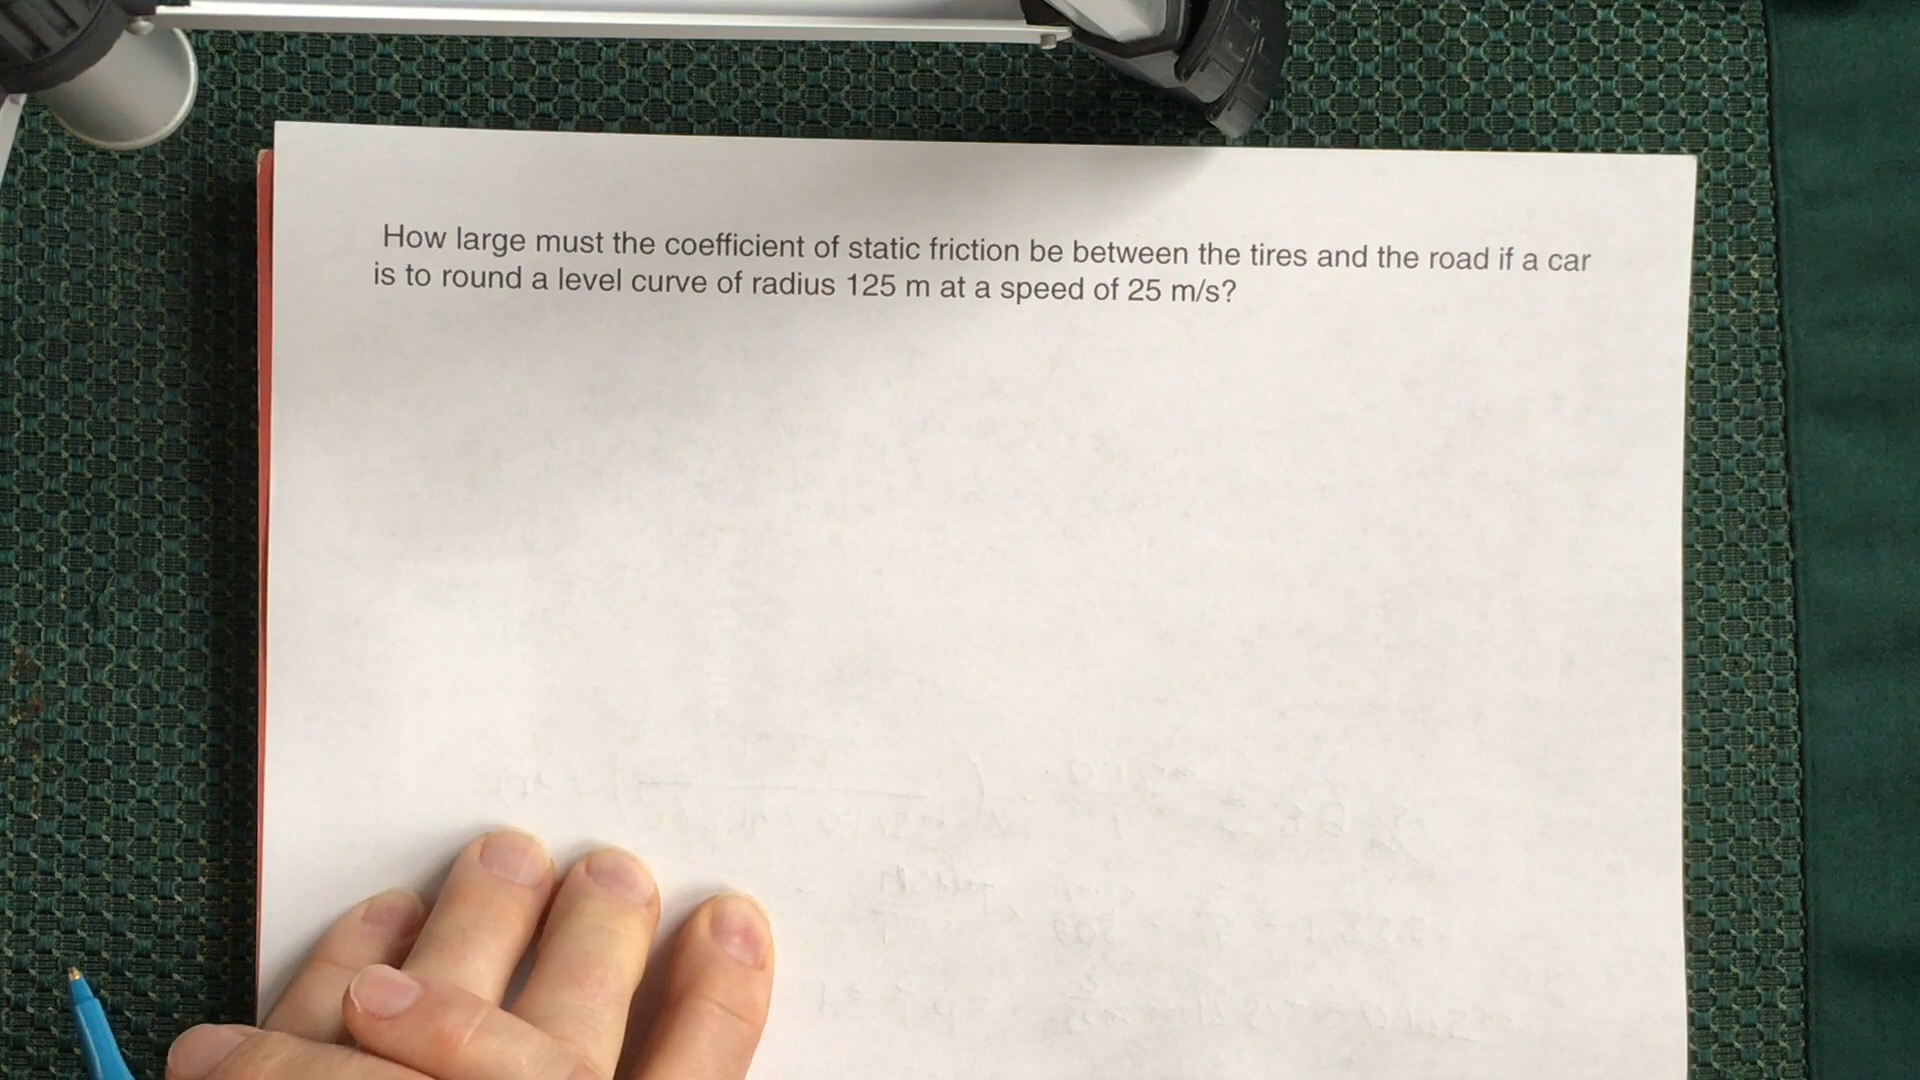 How large must the coefficient of static friction be between the tires and the road if a car
is to round a level curve of radius 125 m at a speed of 25 m/s?